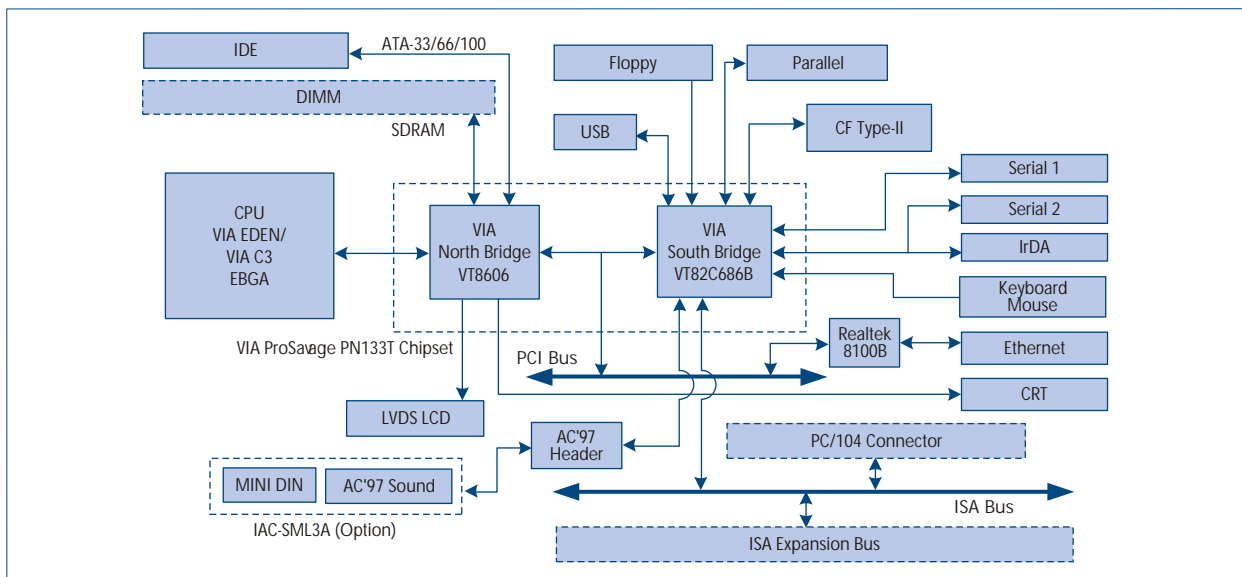 IDE
ATA-33/66/100
DIMM
SDRAM
Floppy
Parallel
USB
CF Type-II
CPU
VIA EDEN/
VIA C3
EBGA
VIA
North Bridge
VT8606
VIA
South Bridge
VT82C686B
Serial 1
Serial 2
IrDA
Keyboard
Mouse
VIA ProSavage PN133T Chipset
PCI Bus
Realtek
8100B
Ethernet
CRT
LVDS LCD
AC'97
Header
PC/104 Connector
MINI DIN
AC'97 Sound
IAC-SML3A (Option)
ISA Bus
ISA Expansion Bus